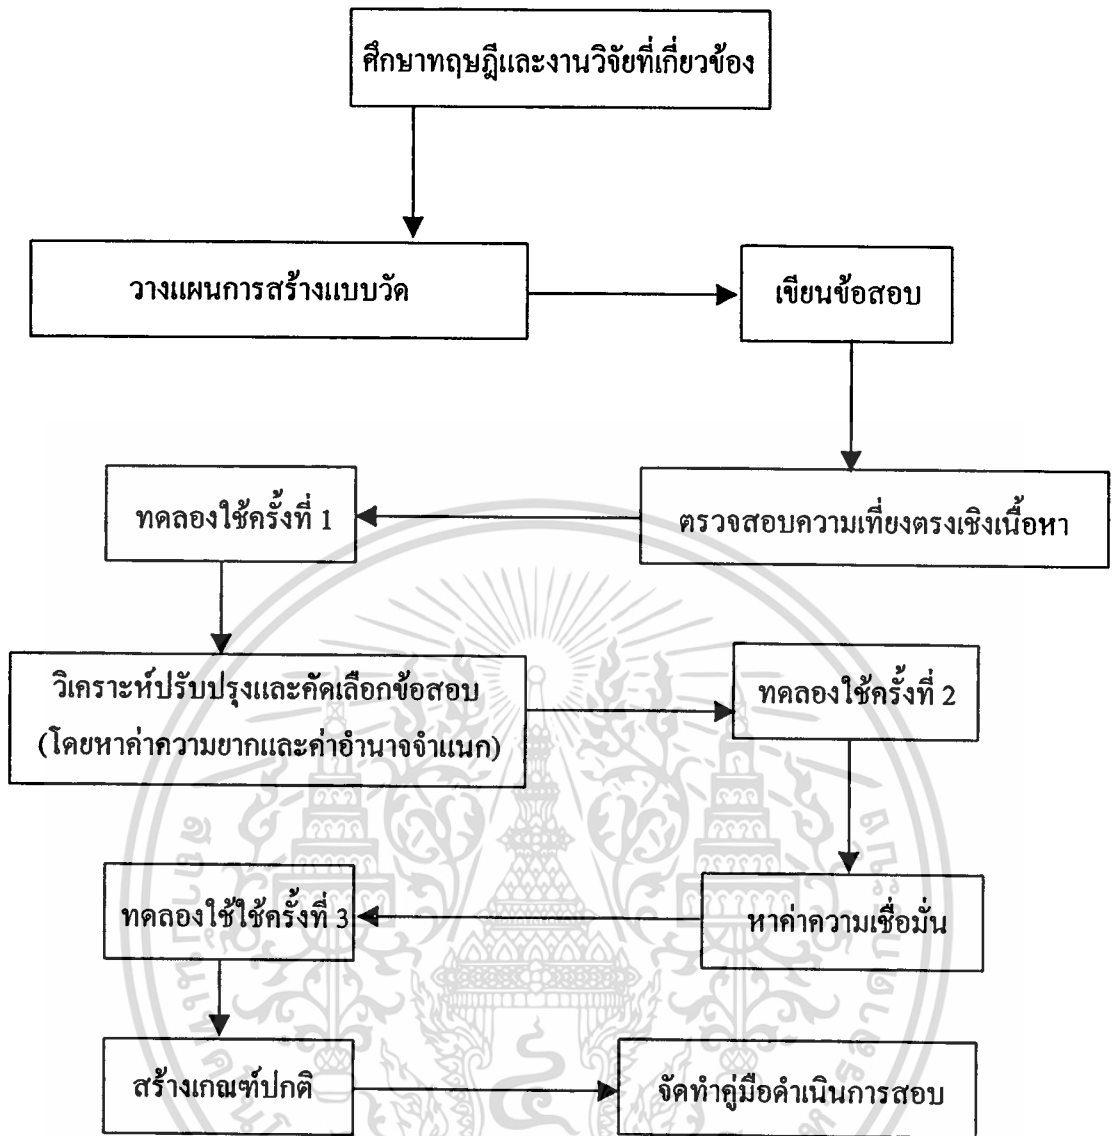 ศึกษาทฤษฎีและงานวิจัยที่เกี่ยวข้อง
วางแผนการสร้างแบบวัด
เขียนข้อสอบ
ตรวจสอบความเที่ยงตรงเชิงเนื้อหา
ทดลองใช้ครั้งที่ 1
วิเคราะห์ปรับปรุงและคัดเลือกข้อสอบ
(โดยหาค่าความยากและค่าอำนาจจำแนก)
ทดลองใช้ครั้งที่ 2
หาค่าความเชื่อมั่น
ทดลองใช้ใช้ครั้งที่ 3
สร้างเกณฑ์ปกติ
จัดทำคู่มือดำเนินการสอบ